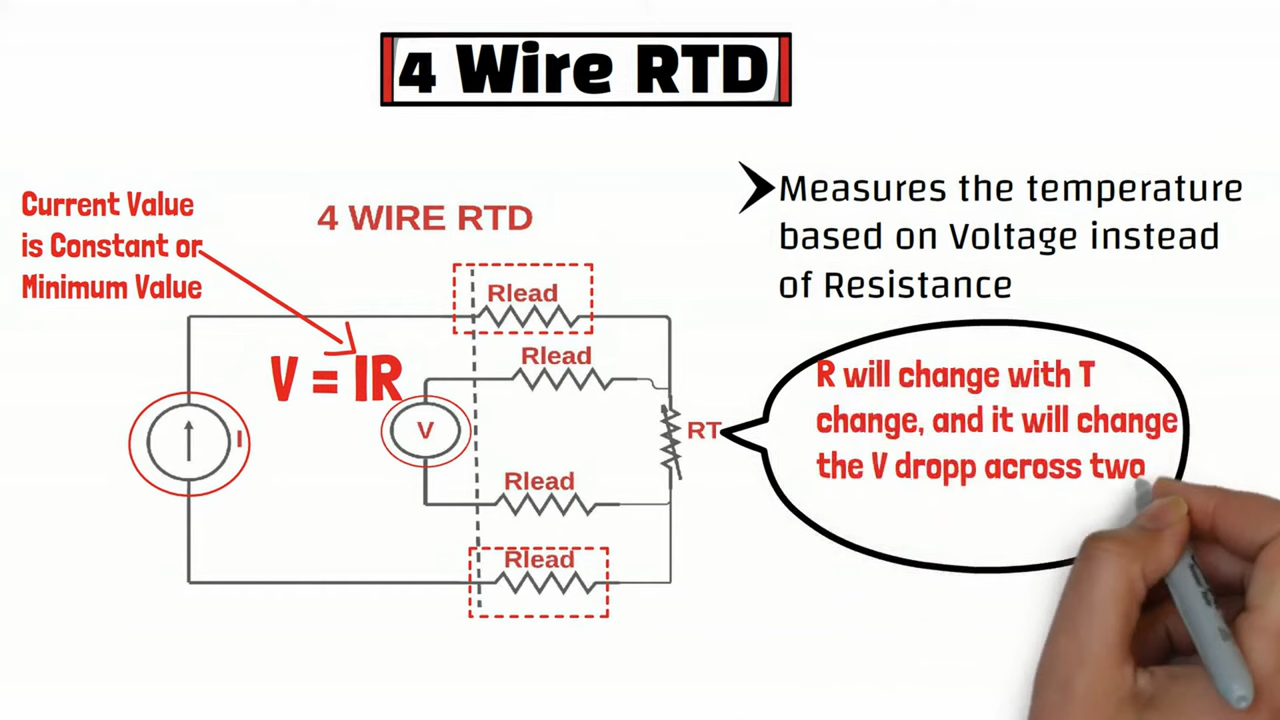 4 Wire RTD
Current Value
is Constant or
Minimum Value
4 WIRE RTD
Rlead
Rlead
V = IR
I
V
RT
Rlead
Rlead
Measures the temperature
based on Voltage instead
of Resistance
R will change with T
change, and it will change
the V dropp across two